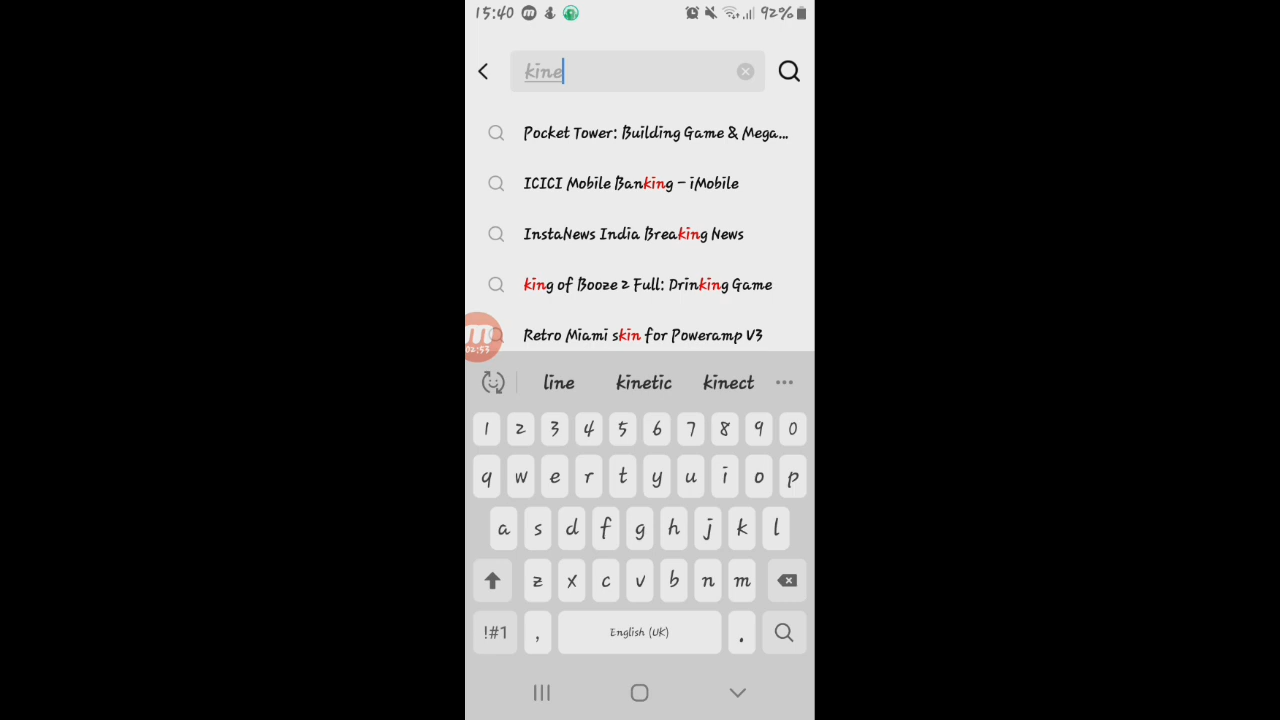 15:40 92%
kine
Pocket Tower: Building Game & Mega...
ICICI Mobile Banking – iMobile
InstaNews India Breaking News
king of Booze 2 Full: Drinking Game
Retro Miami skin for Poweramp V3
02:53
line kinetic kinect
1 2 3 4 5 6 7 8 9 0
q w e r t y u i o p
a s d f g h j k l
z x c v b n m
!#1 , English (UK) .